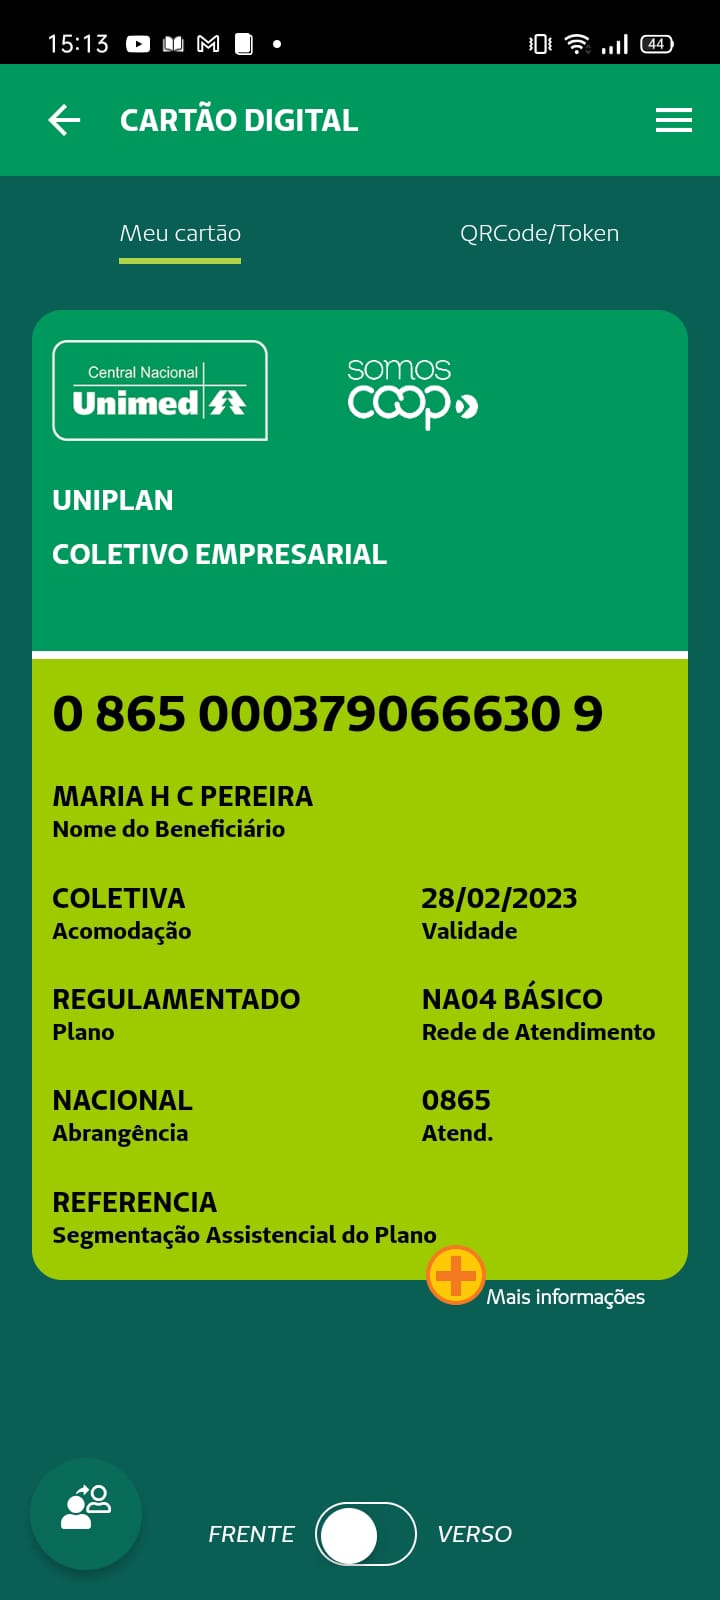 15:13
44
CARTÃO DIGITAL
Meu cartão QRCode/Token
Central Nacional
Unimed
somos
coop
UNIPLAN
COLETIVO EMPRESARIAL
0 865 000379066630 9
MARIA H C PEREIRA
Nome do Beneficiário
COLETIVA 28/02/2023
Acomodação Validade
REGULAMENTADO NA04 BÁSICO
Plano Rede de Atendimento
NACIONAL 0865
Abrangência Atend.
REFERENCIA
Segmentação Assistencial do Plano
Mais informações
FRENTE VERSO